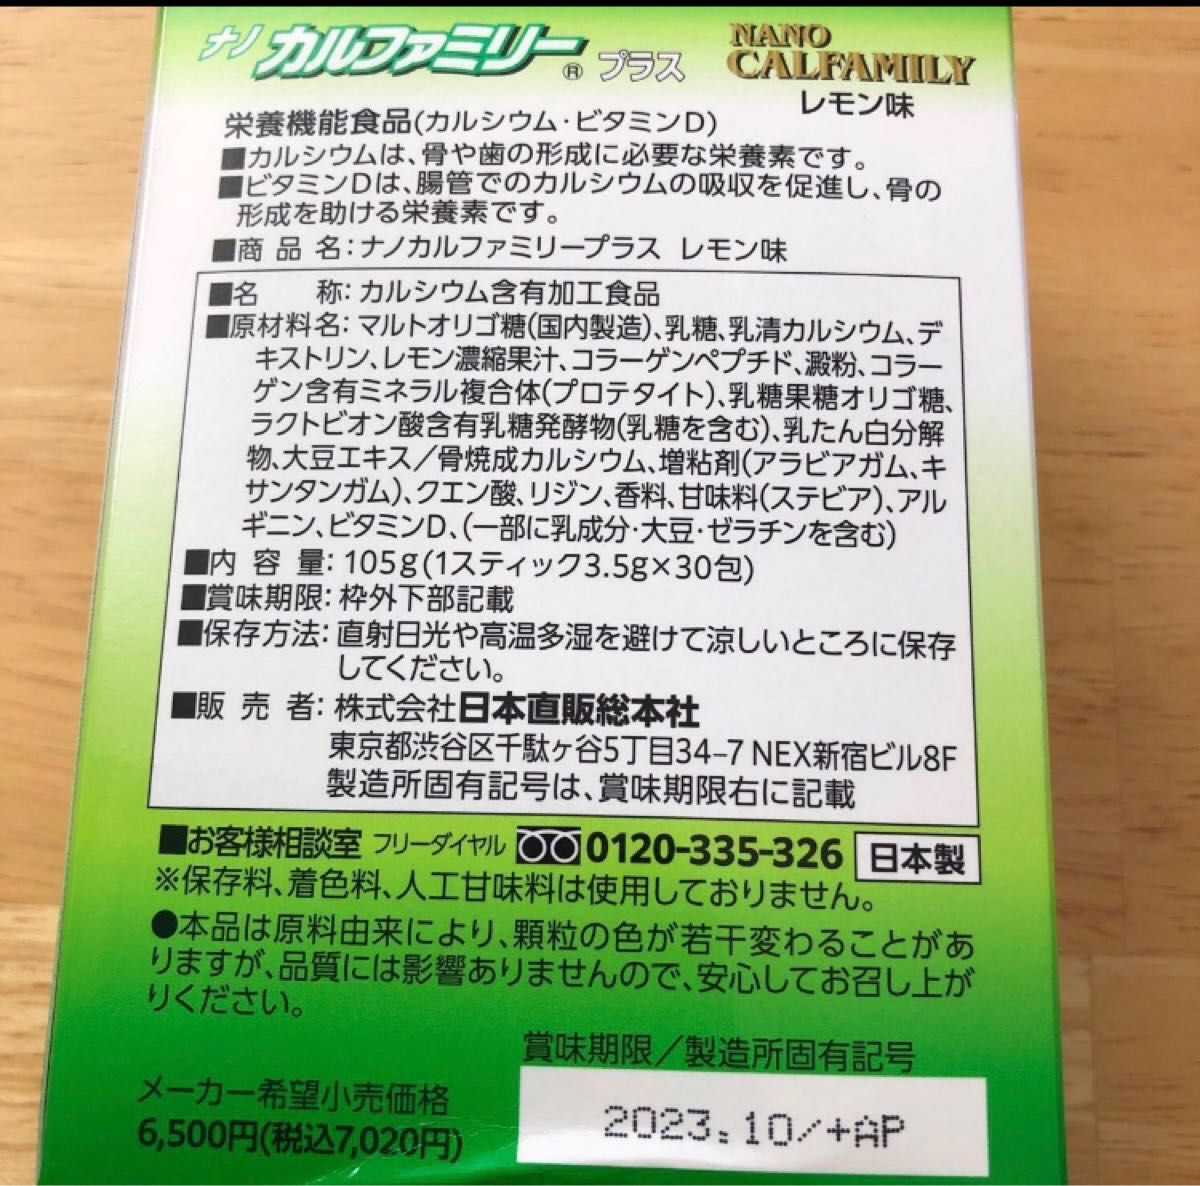 ナノ カルファミリー® プラス
NANO
CALFAMILY
レモン味
栄養機能食品(カルシウム・ビタミンD)
■カルシウムは、骨や歯の形成に必要な栄養素です。
■ビタミンDは、腸管でのカルシウムの吸収を促進し、骨の
形成を助ける栄養素です。
■商品名:ナノカルファミリープラス レモン味
■名 称:カルシウム含有加工食品
■原材料名:マルトオリゴ糖(国内製造)、乳糖、乳清カルシウム、デ
キストリン、レモン濃縮果汁、コラーゲンペプチド、澱粉、コラー
ゲン含有ミネラル複合体(プロテタイト)、乳糖果糖オリゴ糖、
ラクトビオン酸含有乳糖発酵物(乳糖を含む)、乳たん白分解
物、大豆エキス/骨焼成カルシウム、増粘剤(アラビアガム、キ
サンタンガム)、クエン酸、リジン、香料、甘味料(ステビア)、アル
ギニン、ビタミンD、(一部に乳成分・大豆・ゼラチンを含む)
■内容量:105g(1スティック3.5g×30包)
■賞味期限:枠外下部記載
■保存方法:直射日光や高温多湿を避けて涼しいところに保存
してください。
■販売者:株式会社日本直販総本社
東京都渋谷区千駄ヶ谷5丁目34-7 NEX新宿ビル8F
製造所固有記号は、賞味期限右に記載
■お客様相談室 フリーダイヤル 0120-335-326 日本製
※保存料、着色料、人工甘味料は使用しておりません。
●本品は原料由来により、顆粒の色が若干変わることがあ
りますが、品質には影響ありませんので、安心してお召し上が
りください。
賞味期限/製造所固有記号
メーカー希望小売価格
6,500円(税込7,020円)
2023.10/+AP